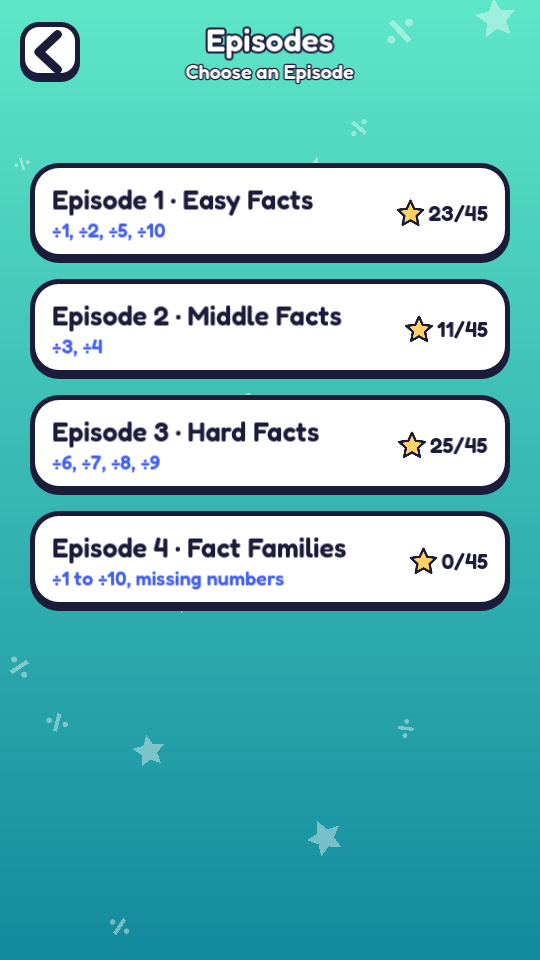 Episodes
Choose an Episode
Episode 1 · Easy Facts
÷1, ÷2, ÷5, ÷10
23/45
Episode 2 · Middle Facts
÷3, ÷4
11/45
Episode 3 · Hard Facts
÷6, ÷7, ÷8, ÷9
25/45
Episode 4 · Fact Families
÷1 to ÷10, missing numbers
0/45